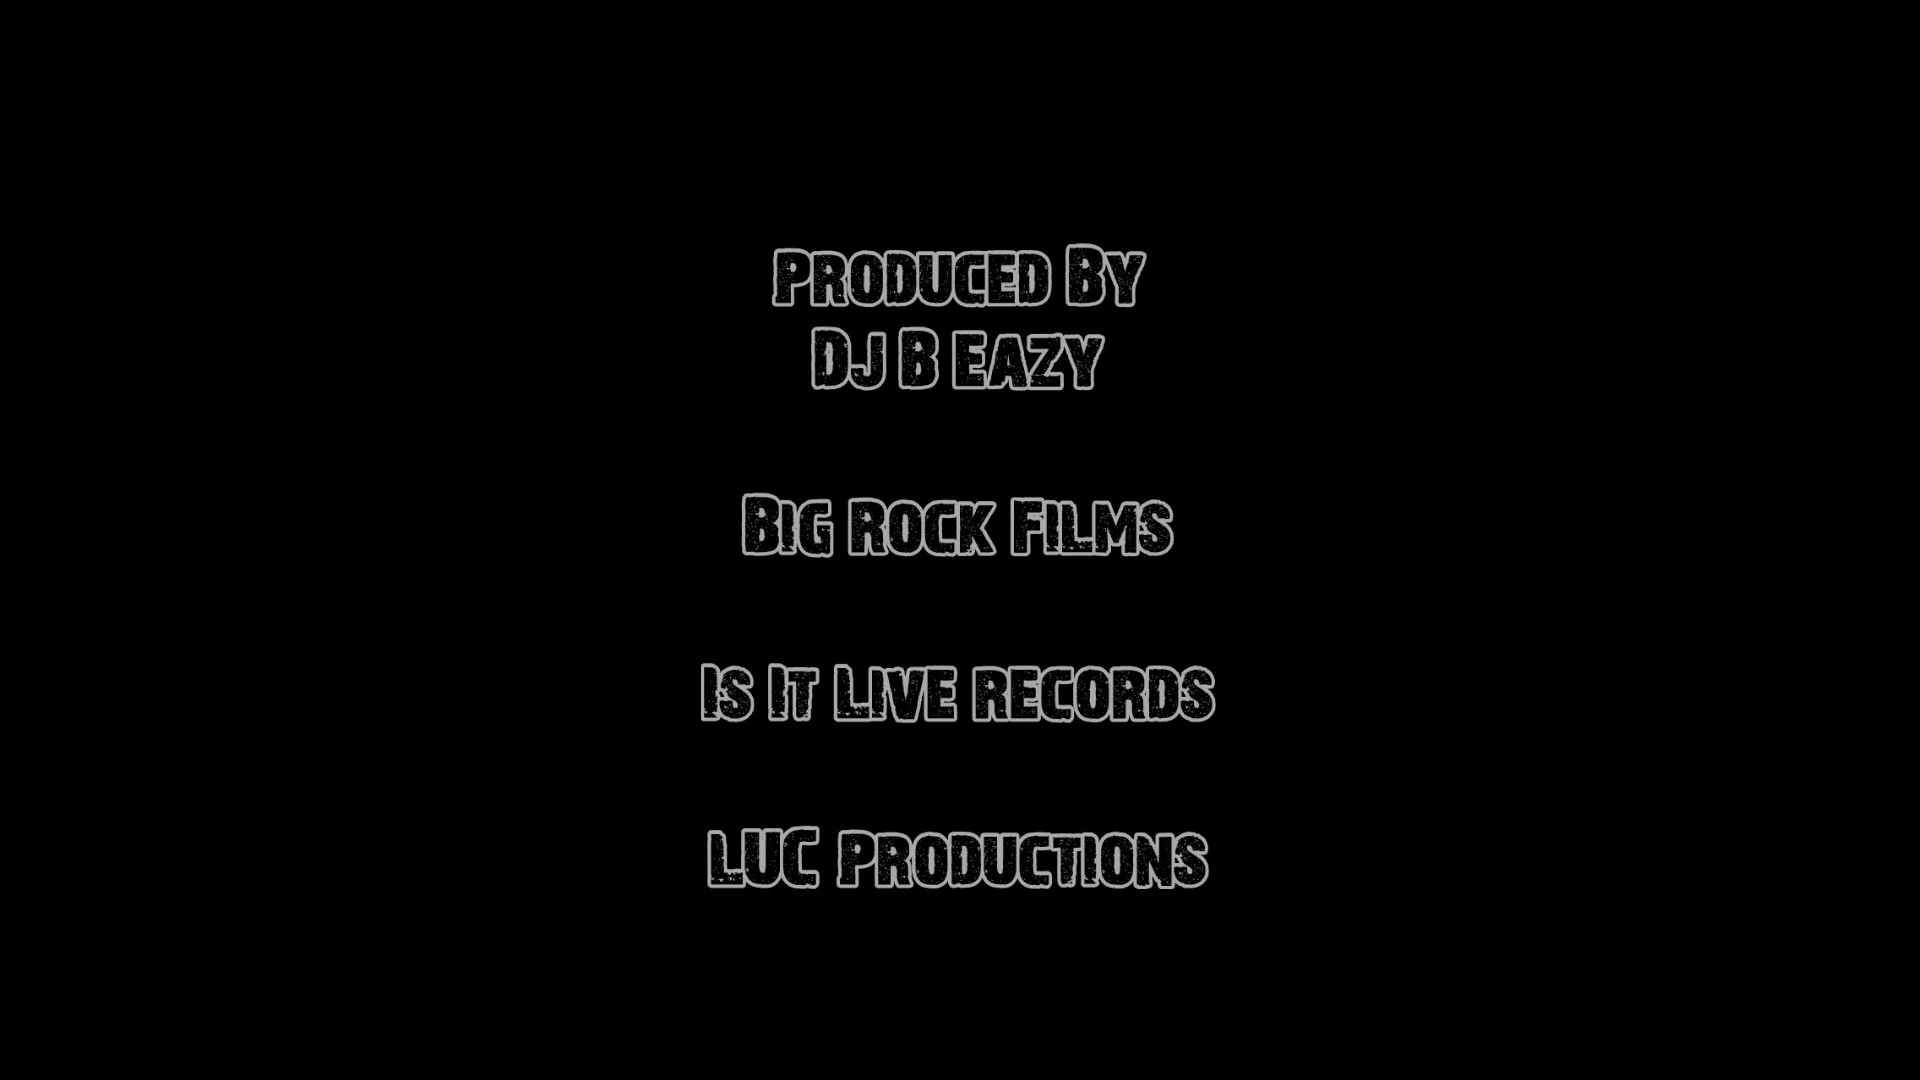 Produced By
Dj B Eazy
Big Rock Films
Is It Live Records
LUC Productions